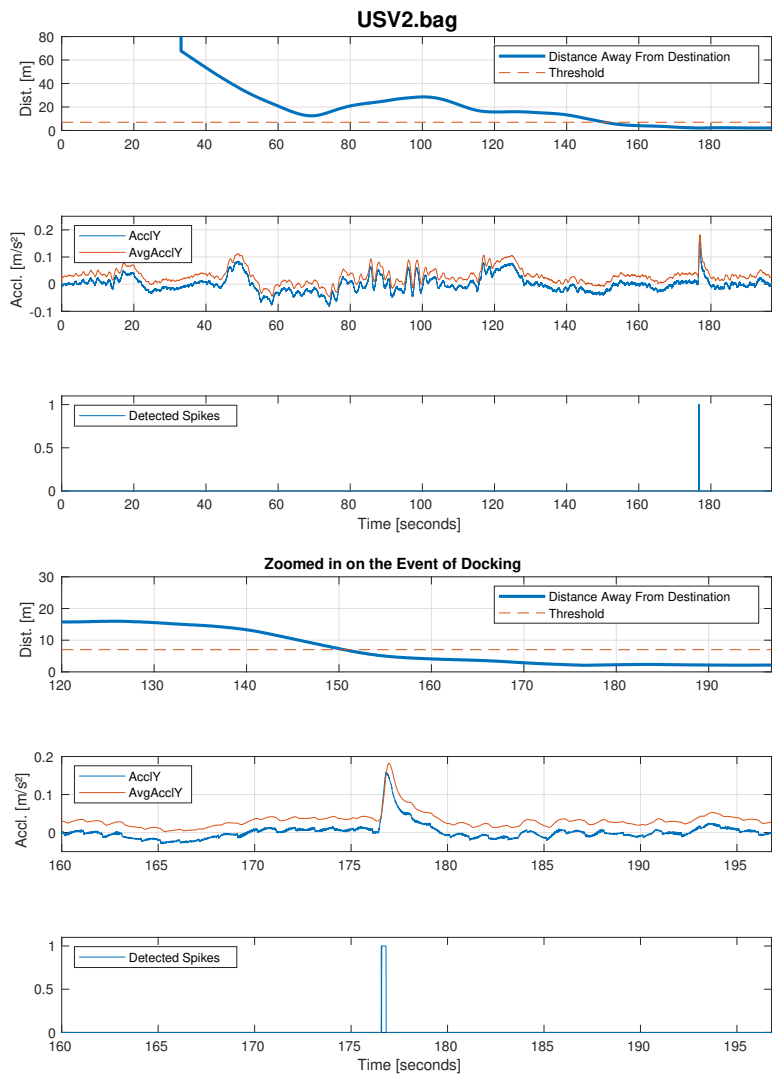 USV2.bag
80
60
40
20
0
Dist. [m]
Distance Away From Destination
Threshold
0 20 40 60 80 100 120 140 160 180
0.2
0.1
0
-0.1
Accl. [m/s²]
AcclY
AvgAcclY
0 20 40 60 80 100 120 140 160 180
1
0.5
0
Detected Spikes
0 20 40 60 80 100 120 140 160 180
Time [seconds]
Zoomed in on the Event of Docking
30
20
10
0
Dist. [m]
Distance Away From Destination
Threshold
120 130 140 150 160 170 180 190
0.2
0.1
0
Accl. [m/s²]
AcclY
AvgAcclY
160 165 170 175 180 185 190 195
1
0.5
0
Detected Spikes
160 165 170 175 180 185 190 195
Time [seconds]